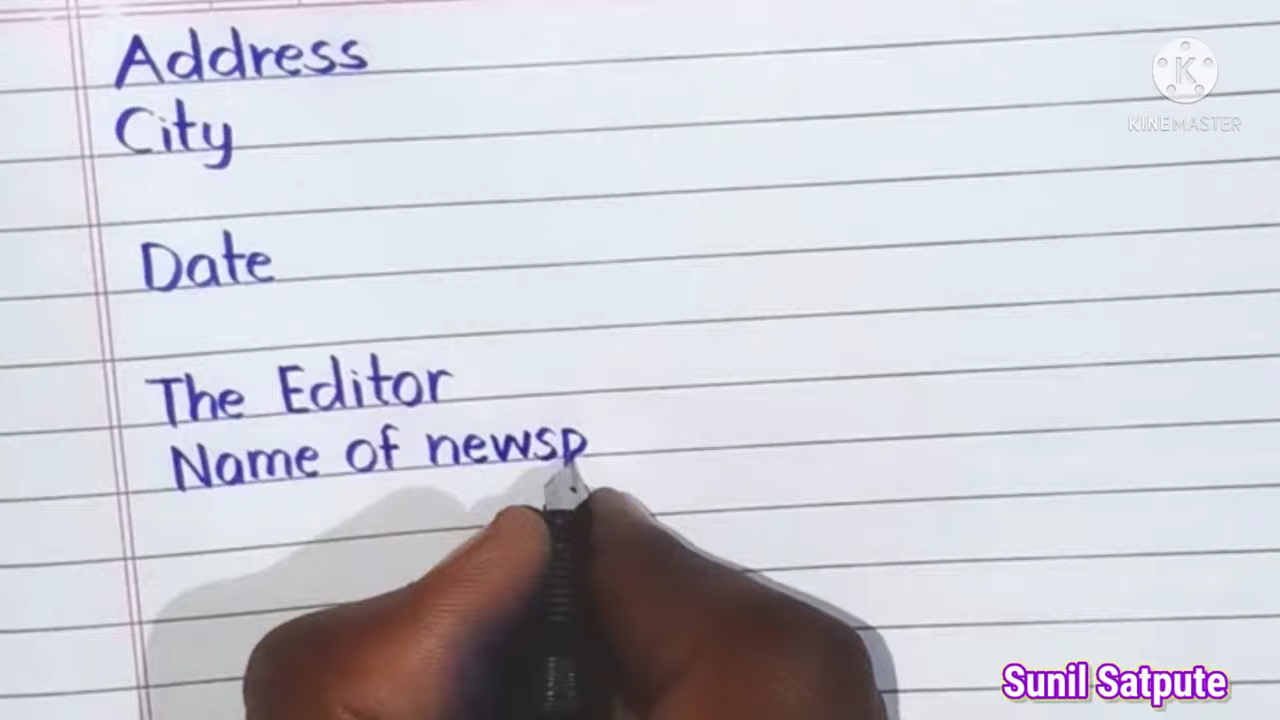 Address
City
Date
The Editor
Name of newsp
K
KINEMASTER
Sunil Satpute